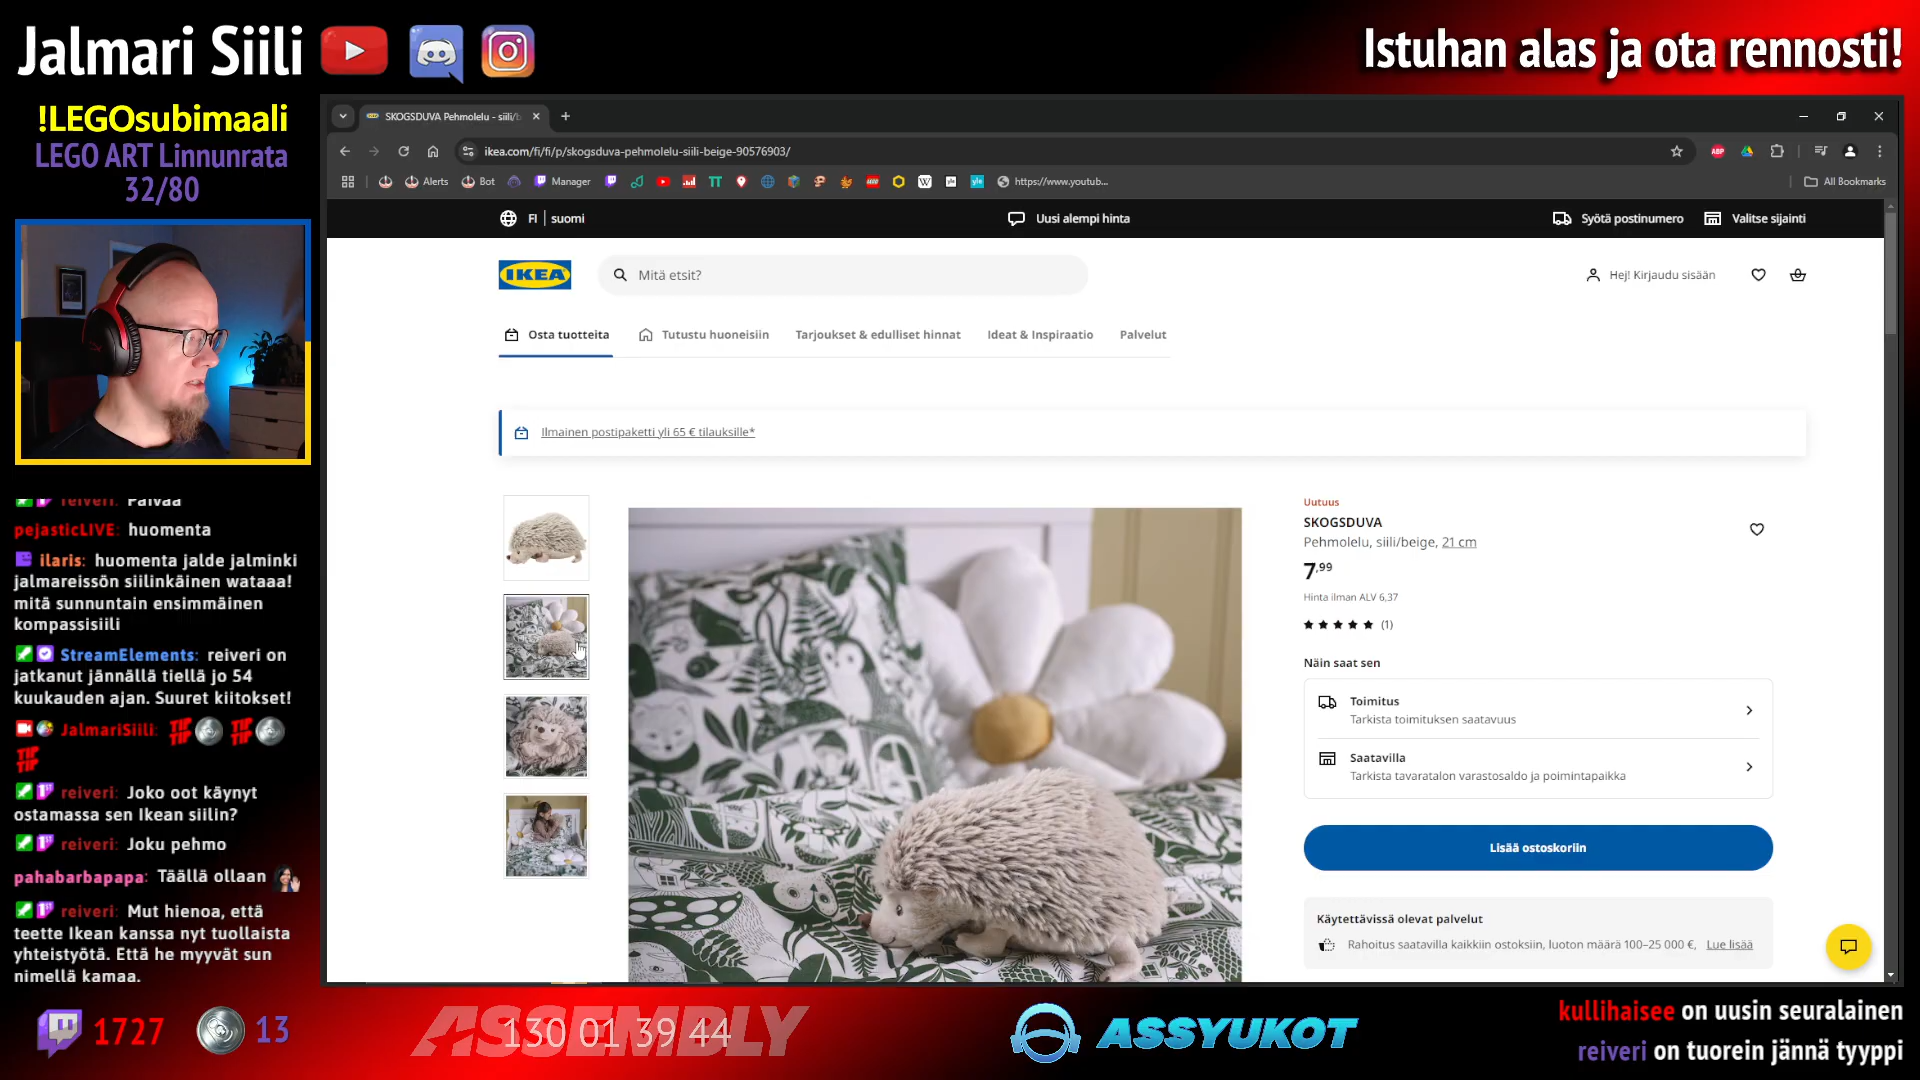 Jalmari Siili
Istuhan alas ja ota rennosti!
!LEGOsubimaali
LEGO ART Linnunrata
32/80
SKOGSDUVA Pehmolelu - siili/b
ikea.com/fi/fi/p/skogsduva-pehmolelu-siili-beige-90576903/
Alerts
Bot
Manager
https://www.youtub...
All Bookmarks
FI | suomi
Uusi alempi hinta
Syötä postinumero
Valitse sijainti
IKEA
Mitä etsit?
Hej! Kirjaudu sisään
Osta tuotteita
Tutustu huoneisiin
Tarjoukset & edulliset hinnat
Ideat & Inspiraatio
Palvelut
Ilmainen postipaketti yli 65 € tilauksille*
Uutuus
SKOGSDUVA
Pehmolelu, siili/beige, 21 cm
7,99
Hinta ilman ALV 6,37
(1)
Näin saat sen
Toimitus
Tarkista toimituksen saatavuus
Saatavilla
Tarkista tavaratalon varastosaldo ja poimintapaikka
Lisää ostoskoriin
Käytettävissä olevat palvelut
Rahoitus saatavilla kaikkiin ostoksiin, luoton määrä 100–25 000 €, Lue lisää
reiveri: Päivää
pejasticLIVE: huomenta
ilaris: huomenta jalde jalminki
jalmareissön siilinkäinen wataaa!
mitä sunnuntain ensimmäinen
kompassisiili
StreamElements: reiveri on
jatkanut jännällä tiellä jo 54
kuukauden ajan. Suuret kiitokset!
JalmariSiili: TIP TIP TIP TIP
TIP TIP
reiveri: Joko oot käynyt
ostamassa sen Ikean siilin?
reiveri: Joku pehmo
pahabarbapapa: Täällä ollaan
reiveri: Mut hienoa, että
teette Ikean kanssa nyt tuollaista
yhteistyötä. Että he myyvät sun
nimellä kamaa.
1727
13
ASSEMBLY
130 01 39 44
ASSYUKOT
kullihaisee on uusin seuralainen
reiveri on tuorein jännä tyyppi